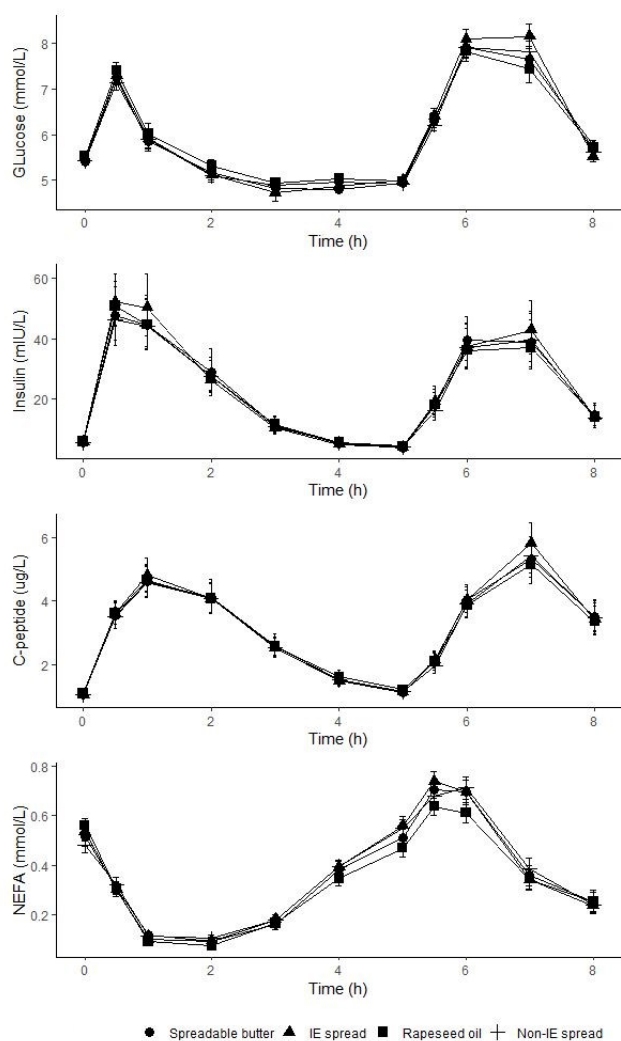 GLucose (mmol/L)
8
7
6
5
0 2 4 6 8
Time (h)
Insulin (mIU/L)
60
40
20
0 2 4 6 8
Time (h)
C-peptide (ug/L)
6
4
2
0 2 4 6 8
Time (h)
NEFA (mmol/L)
0.8
0.6
0.4
0.2
0 2 4 6 8
Time (h)
Spreadable butter IE spread Rapeseed oil Non-IE spread